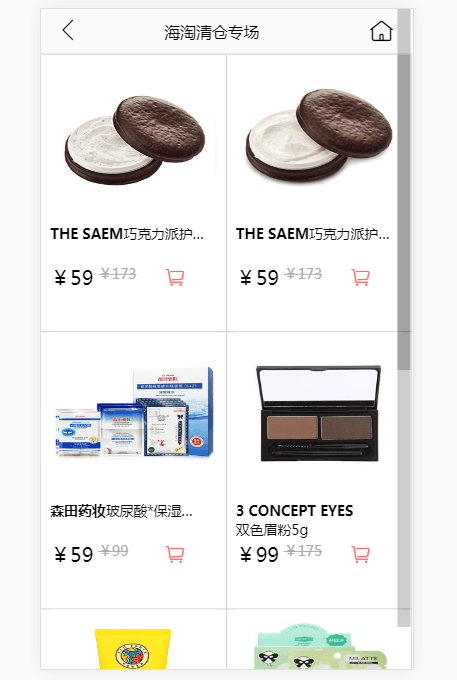 海淘清仓专场
THE SAEM巧克力派护...
THE SAEM巧克力派护...
￥59 ￥173
￥59 ￥173
森田药妆玻尿酸*保湿...
3 CONCEPT EYES
双色眉粉5g
￥59 ￥99
￥99 ￥175
MILATTE